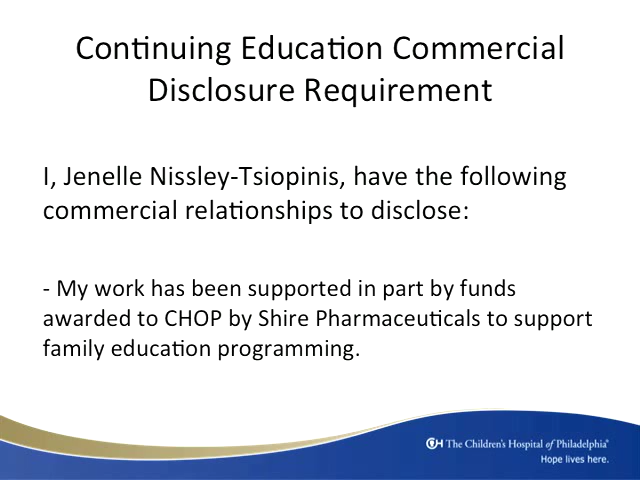 Continuing Education Commercial
Disclosure Requirement
I, Jenelle Nissley-Tsiopinis, have the following
commercial relationships to disclose:
- My work has been supported in part by funds
awarded to CHOP by Shire Pharmaceuticals to support
family education programming.
CH The Children's Hospital of Philadelphia®
Hope lives here.